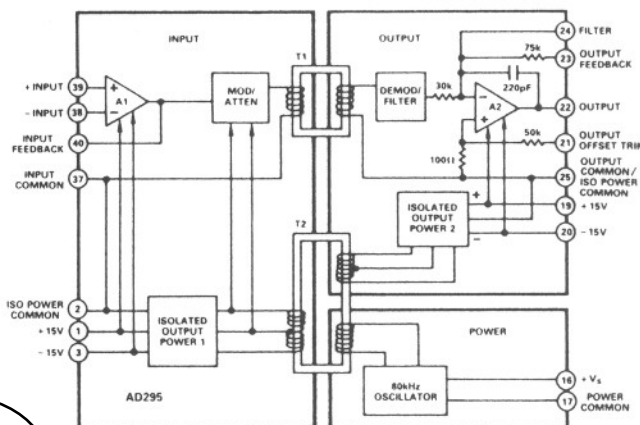 INPUT
OUTPUT
T1
24
FILTER
75k
23
OUTPUT
FEEDBACK
+ INPUT
39
+
A1
MOD/
ATTEN
DEMOD/
FILTER
30k
220pF
- INPUT
38
-
-
A2
22
OUTPUT
INPUT
FEEDBACK
40
+
50k
21
OUTPUT
OFFSET TRIM
INPUT
COMMON
37
100Ω
25
OUTPUT
COMMON/
ISO POWER
COMMON
+
19
+ 15V
T2
ISOLATED
OUTPUT
POWER 2
-
20
- 15V
ISO POWER
COMMON
2
+ 15V
1
ISOLATED
OUTPUT
POWER 1
POWER
- 15V
3
AD295
80kHz
OSCILLATOR
16
+ Vs
17
POWER
COMMON